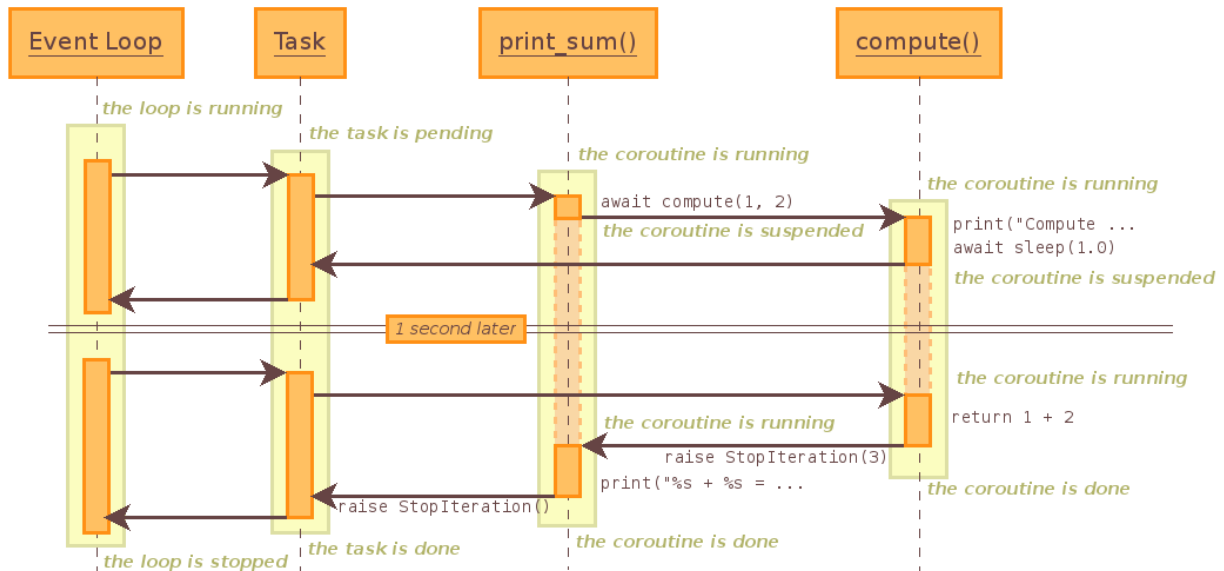 Event Loop
Task
print_sum()
compute()
the loop is running
the task is pending
the coroutine is running
the coroutine is running
await compute(1, 2)
print("Compute ...
the coroutine is suspended
await sleep(1.0)
the coroutine is suspended
1 second later
the coroutine is running
return 1 + 2
the coroutine is running
raise StopIteration(3)
print("%s + %s = ...
the coroutine is done
raise StopIteration()
the coroutine is done
the task is done
the loop is stopped